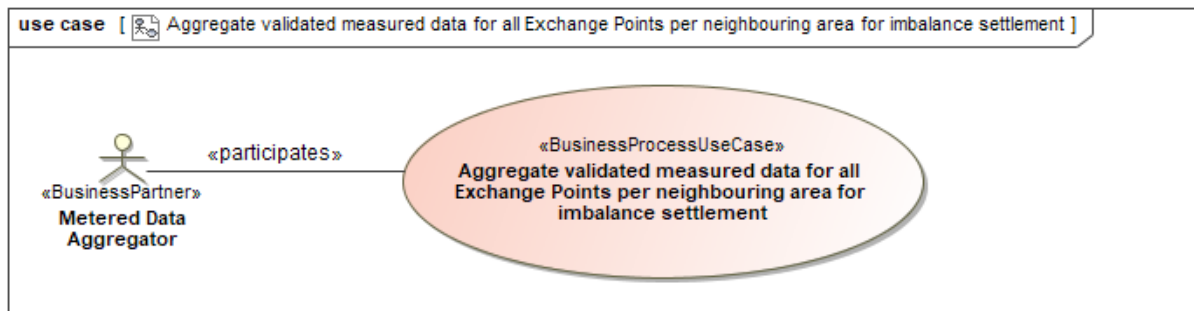 use case [ Aggregate validated measured data for all Exchange Points per neighbouring area for imbalance settlement ]
«participates»
«BusinessPartner»
Metered Data
Aggregator
«BusinessProcessUseCase»
Aggregate validated measured data for all
Exchange Points per neighbouring area for
imbalance settlement